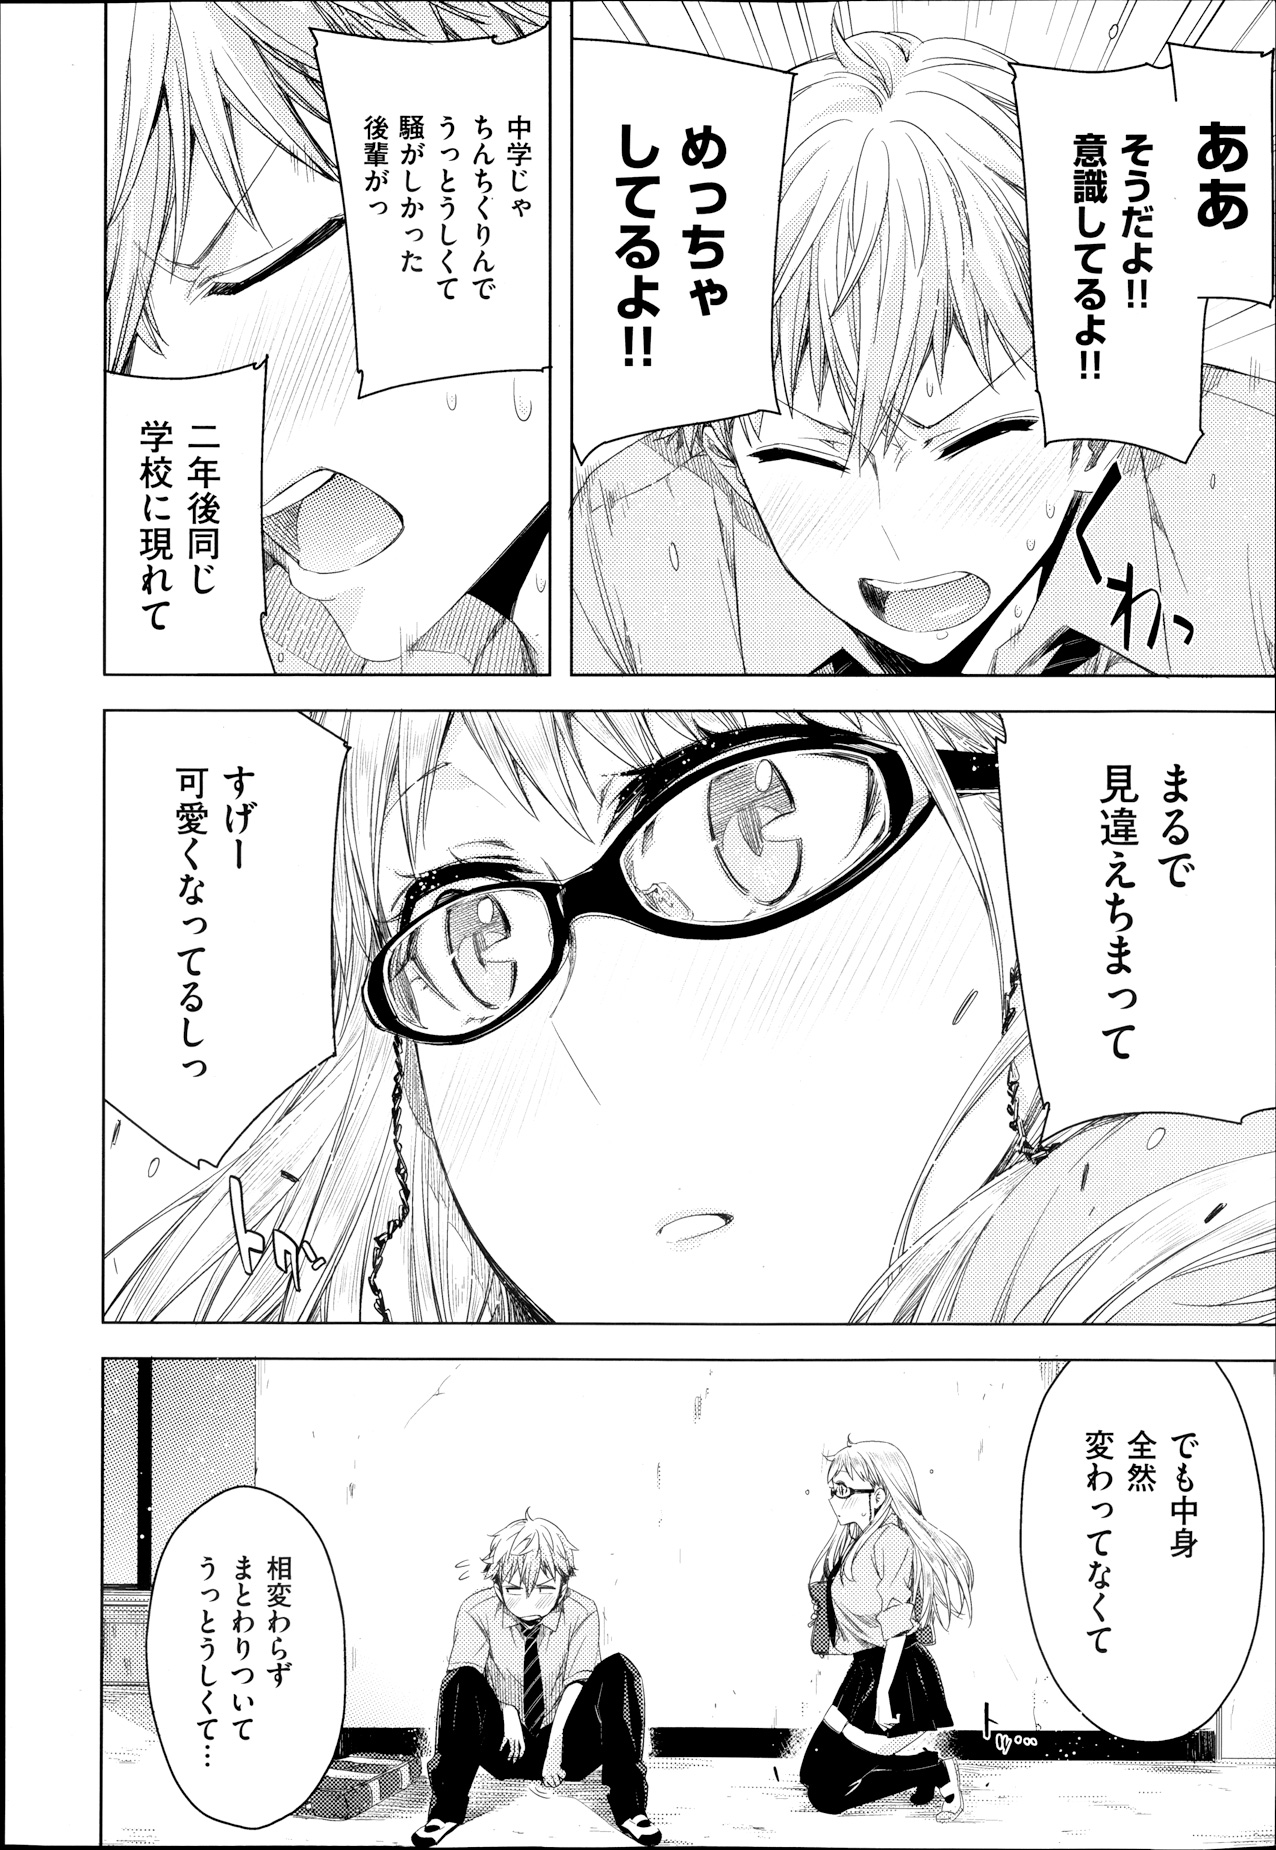 ああ
そうだよ!!
意識してるよ!!
めっちゃ
してるよ!!
くわっ
中学じゃ
ちんちくりんで
うっとうしくて
騒がしかった
後輩がっ
二年後同じ
学校に現れて
まるで
見違えちまって
すげー
可愛くなってるしっ
トクン
でも中身
全然
変わってなくて
トッ…
相変わらず
まとわりついて
うっとうしくて…